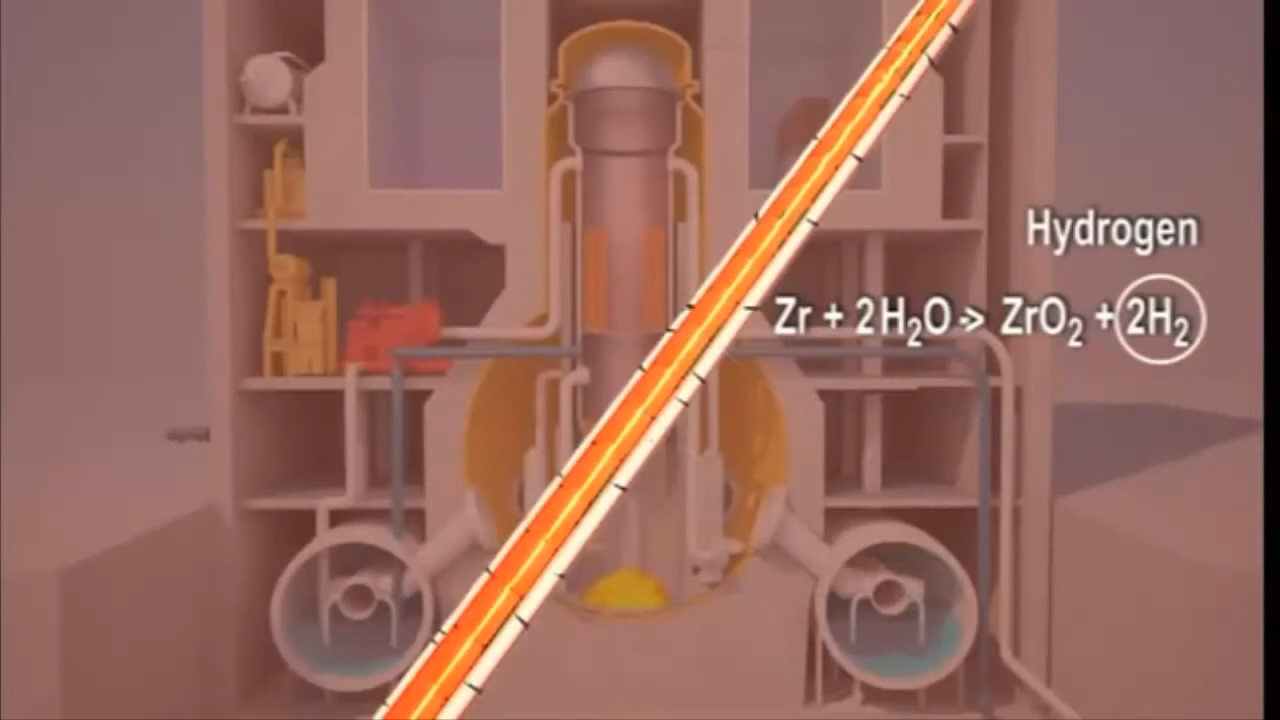 Hydrogen
Zr + 2H₂O > ZrO₂ + 2H₂